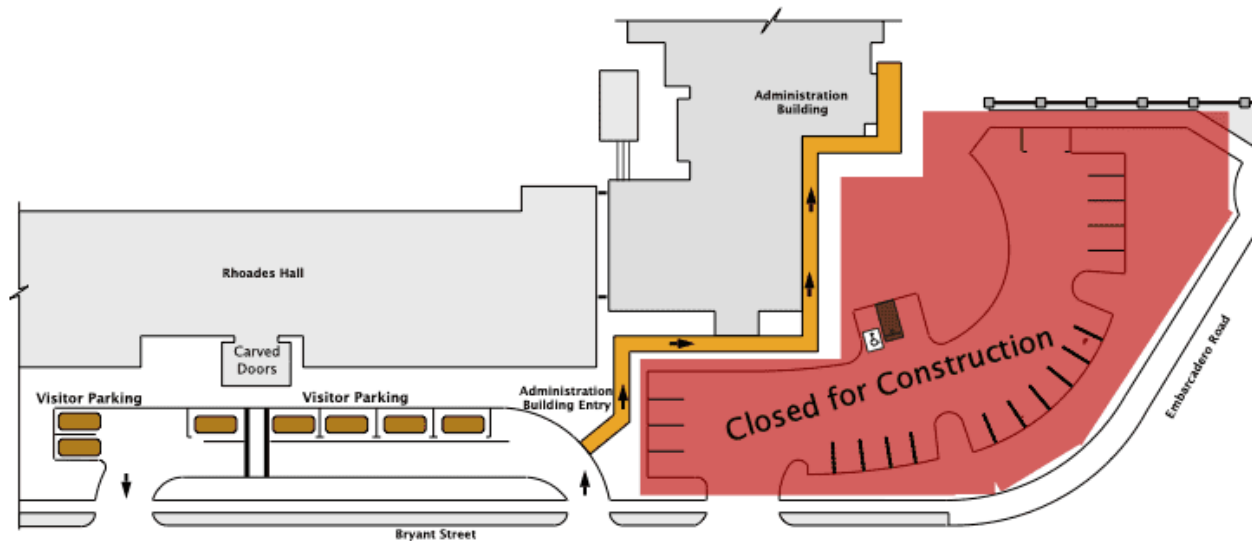 Administration
Building
Rhoades Hall
Carved
Doors
Visitor Parking
Visitor Parking
Administration
Building Entry
Closed for Construction
Embarcadero Road
Bryant Street